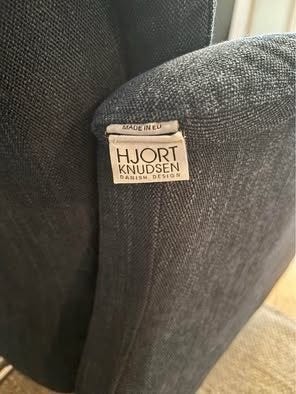 MADE IN EU
HJORT
KNUDSEN
DANISH DESIGN